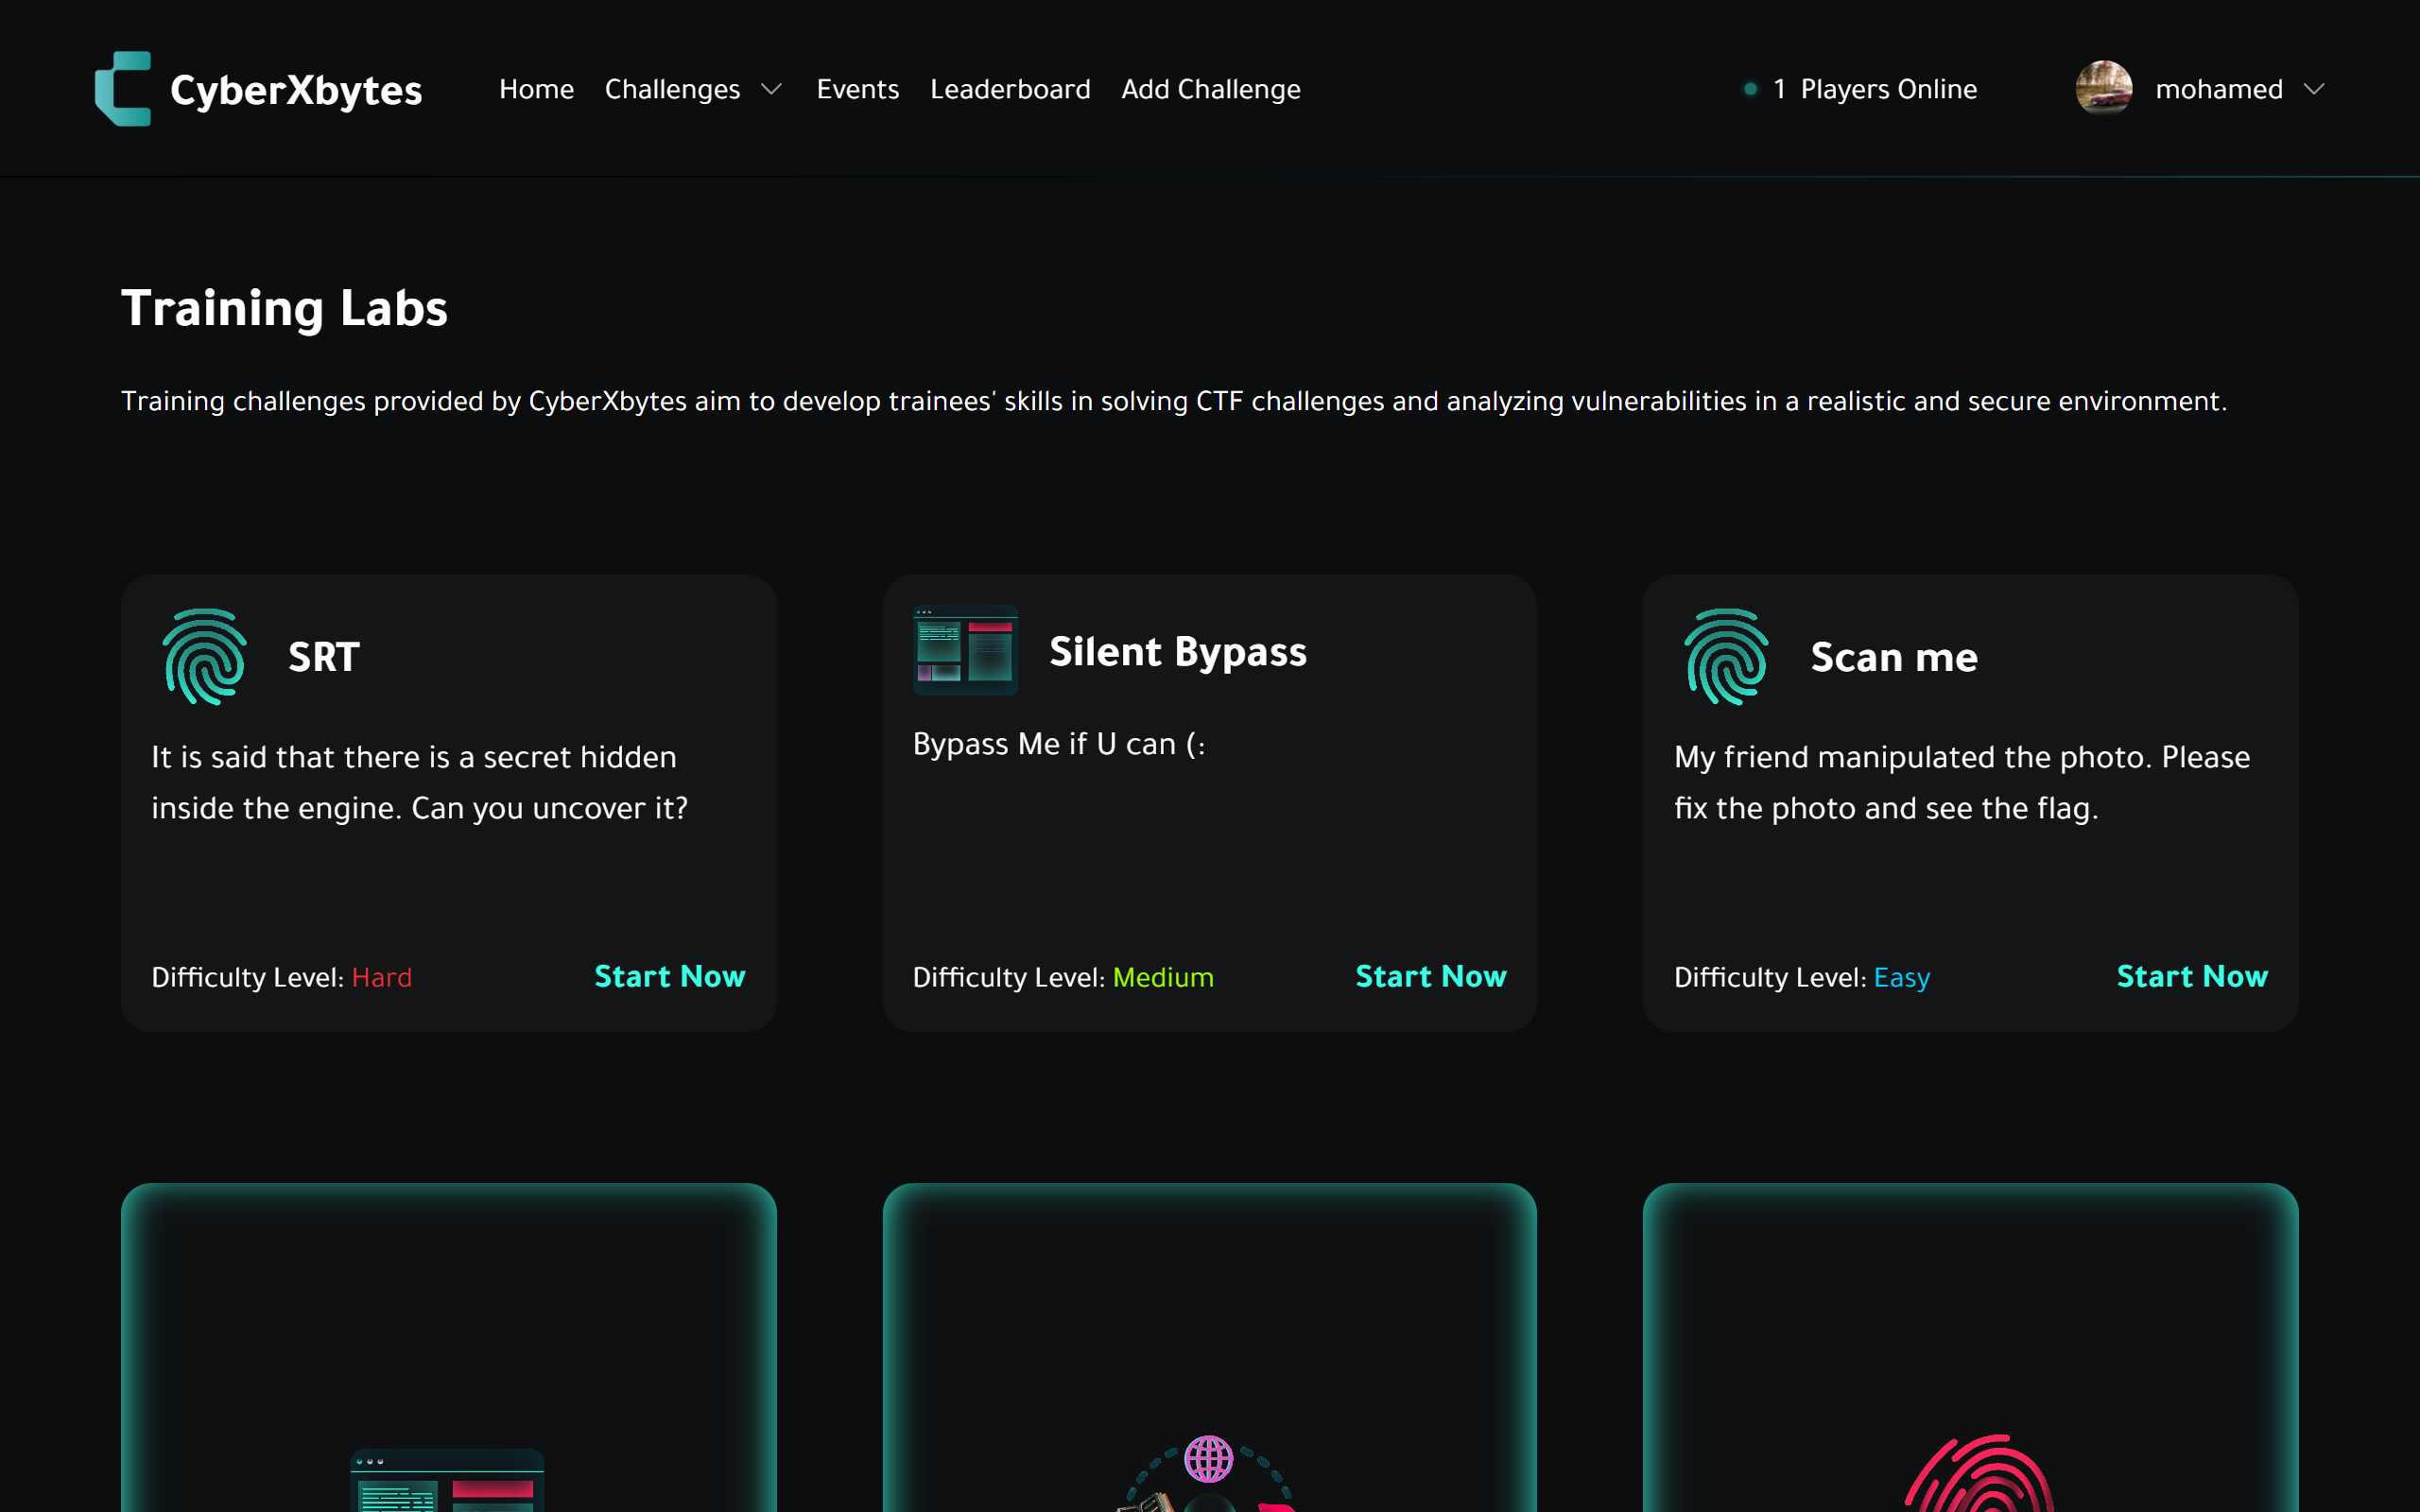 CyberXbytes
Home Challenges Events Leaderboard Add Challenge
1 Players Online
mohamed
Training Labs
Training challenges provided by CyberXbytes aim to develop trainees' skills in solving CTF challenges and analyzing vulnerabilities in a realistic and secure environment.
SRT
It is said that there is a secret hidden
inside the engine. Can you uncover it?
Difficulty Level: Hard
Start Now
Silent Bypass
Bypass Me if U can (:
Difficulty Level: Medium
Start Now
Scan me
My friend manipulated the photo. Please
fix the photo and see the flag.
Difficulty Level: Easy
Start Now